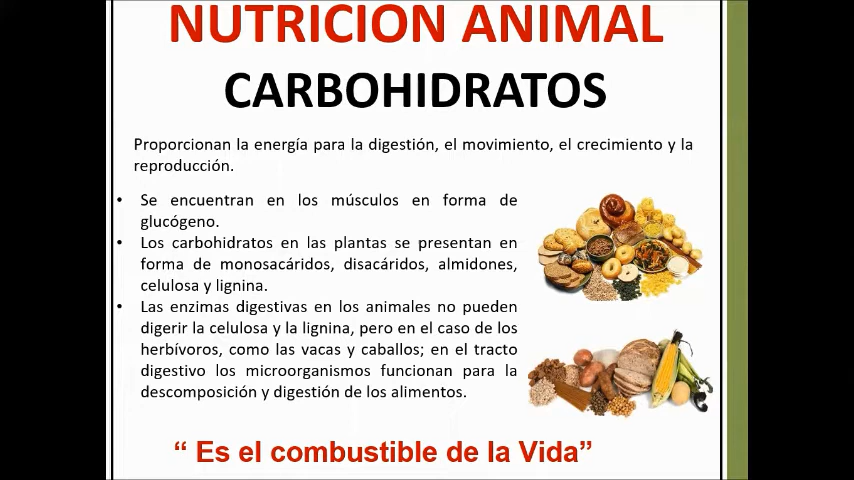 NUTRICION ANIMAL
CARBOHIDRATOS
Proporcionan la energía para la digestión, el movimiento, el crecimiento y la
reproducción.
• Se encuentran en los músculos en forma de
glucógeno.
• Los carbohidratos en las plantas se presentan en
forma de monosacáridos, disacáridos, almidones,
celulosa y lignina.
• Las enzimas digestivas en los animales no pueden
digerir la celulosa y la lignina, pero en el caso de los
herbívoros, como las vacas y caballos; en el tracto
digestivo los microorganismos funcionan para la
descomposición y digestión de los alimentos.
“ Es el combustible de la Vida”